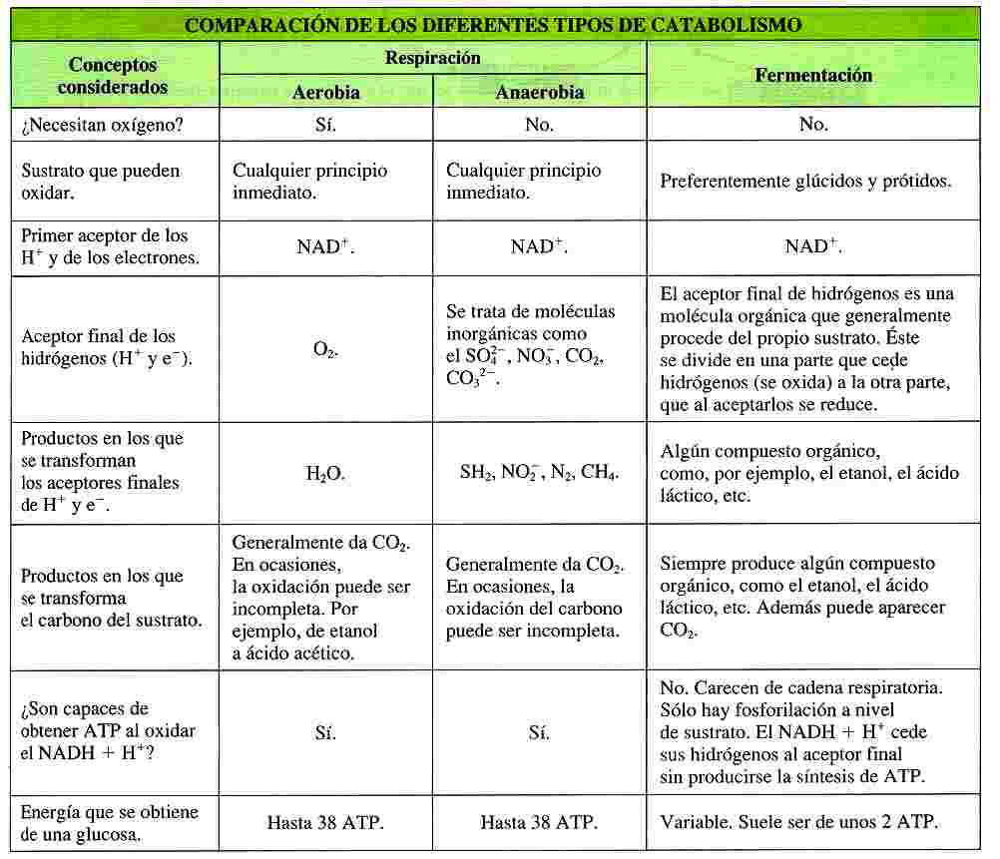 COMPARACIÓN DE LOS DIFERENTES TIPOS DE CATABOLISMO
Conceptos
considerados
Respiración
Aerobia
Anaerobia
Fermentación
¿Necesitan oxígeno?
Sí.
No.
No.
Sustrato que pueden
oxidar.
Cualquier principio
inmediato.
Cualquier principio
inmediato.
Preferentemente glúcidos y prótidos.
Primer aceptor de los
H⁺ y de los electrones.
NAD⁺.
NAD⁺.
NAD⁺.
Aceptor final de los
hidrógenos (H⁺ y e⁻).
O₂.
Se trata de moléculas
inorgánicas como
el SO₄²⁻, NO₃⁻, CO₂,
CO₃²⁻.
El aceptor final de hidrógenos es una
molécula orgánica que generalmente
procede del propio sustrato. Éste
se divide en una parte que cede
hidrógenos (se oxida) a la otra parte,
que al aceptarlos se reduce.
Productos en los que
se transforman
los aceptores finales
de H⁺ y e⁻.
H₂O.
SH₂, NO₂⁻, N₂, CH₄.
Algún compuesto orgánico,
como, por ejemplo, el etanol, el ácido
láctico, etc.
Productos en los que
se transforma
el carbono del sustrato.
Generalmente da CO₂.
En ocasiones,
la oxidación puede ser
incompleta. Por
ejemplo, de etanol
a ácido acético.
Generalmente da CO₂.
En ocasiones, la
oxidación del carbono
puede ser incompleta.
Siempre produce algún compuesto
orgánico, como el etanol, el ácido
láctico, etc. Además puede aparecer
CO₂.
¿Son capaces de
obtener ATP al oxidar
el NADH + H⁺?
Sí.
Sí.
No. Carecen de cadena respiratoria.
Sólo hay fosforilación a nivel
de sustrato. El NADH + H⁺ cede
sus hidrógenos al aceptor final
sin producirse la síntesis de ATP.
Energía que se obtiene
de una glucosa.
Hasta 38 ATP.
Hasta 38 ATP.
Variable. Suele ser de unos 2 ATP.